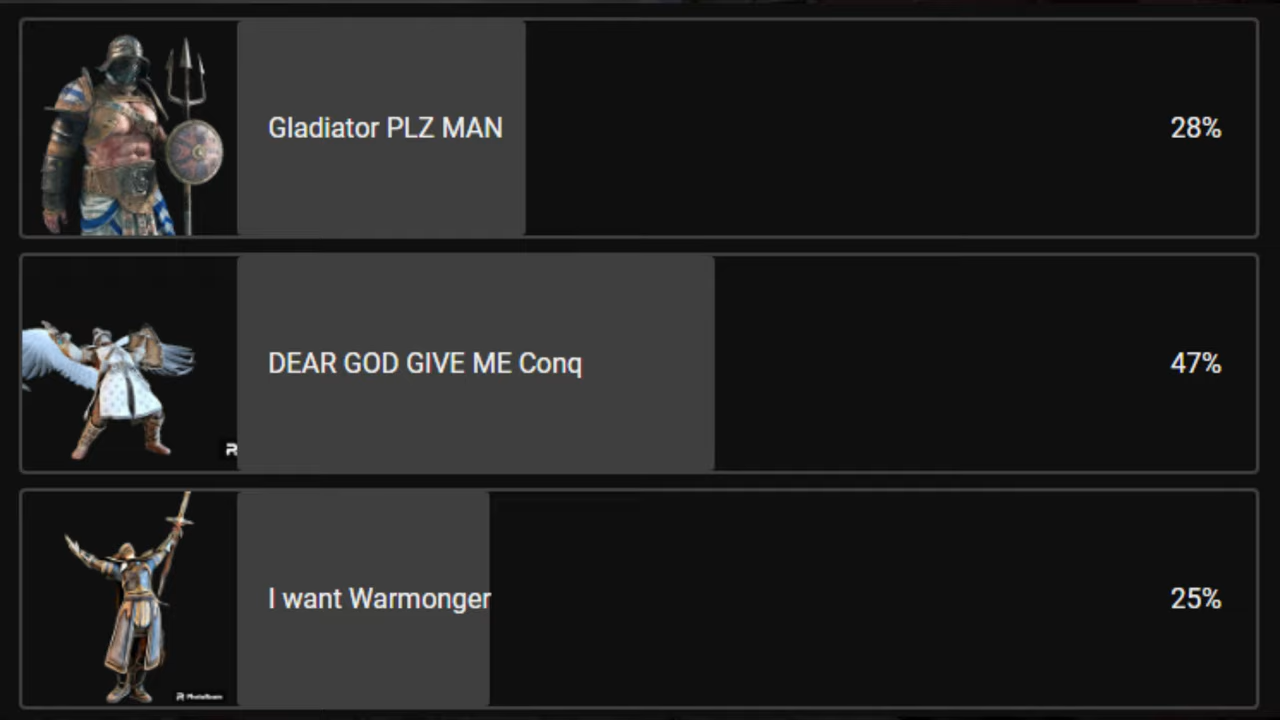 Gladiator PLZ MAN
28%
DEAR GOD GIVE ME Conq
47%
I want Warmonger
25%